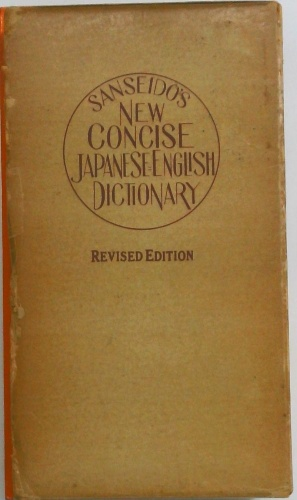 SANSEIDO'S
NEW
CONCISE
JAPANESE-ENGLISH
DICTIONARY
REVISED EDITION